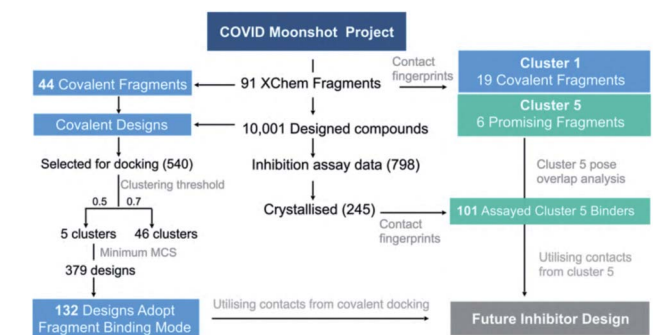 COVID Moonshot Project
44 Covalent Fragments
91 XChem Fragments
Contact
fingerprints
Cluster 1
19 Covalent Fragments
Cluster 5
6 Promising Fragments
Covalent Designs
10,001 Designed compounds
Selected for docking (540)
Clustering threshold
0.5
0.7
5 clusters
46 clusters
Minimum MCS
379 designs
132 Designs Adopt
Fragment Binding Mode
Inhibition assay data (798)
Crystallised (245)
Contact
fingerprints
Cluster 5 pose
overlap analysis
101 Assayed Cluster 5 Binders
Utilising contacts
from cluster 5
Utilising contacts from covalent docking
Future Inhibitor Design